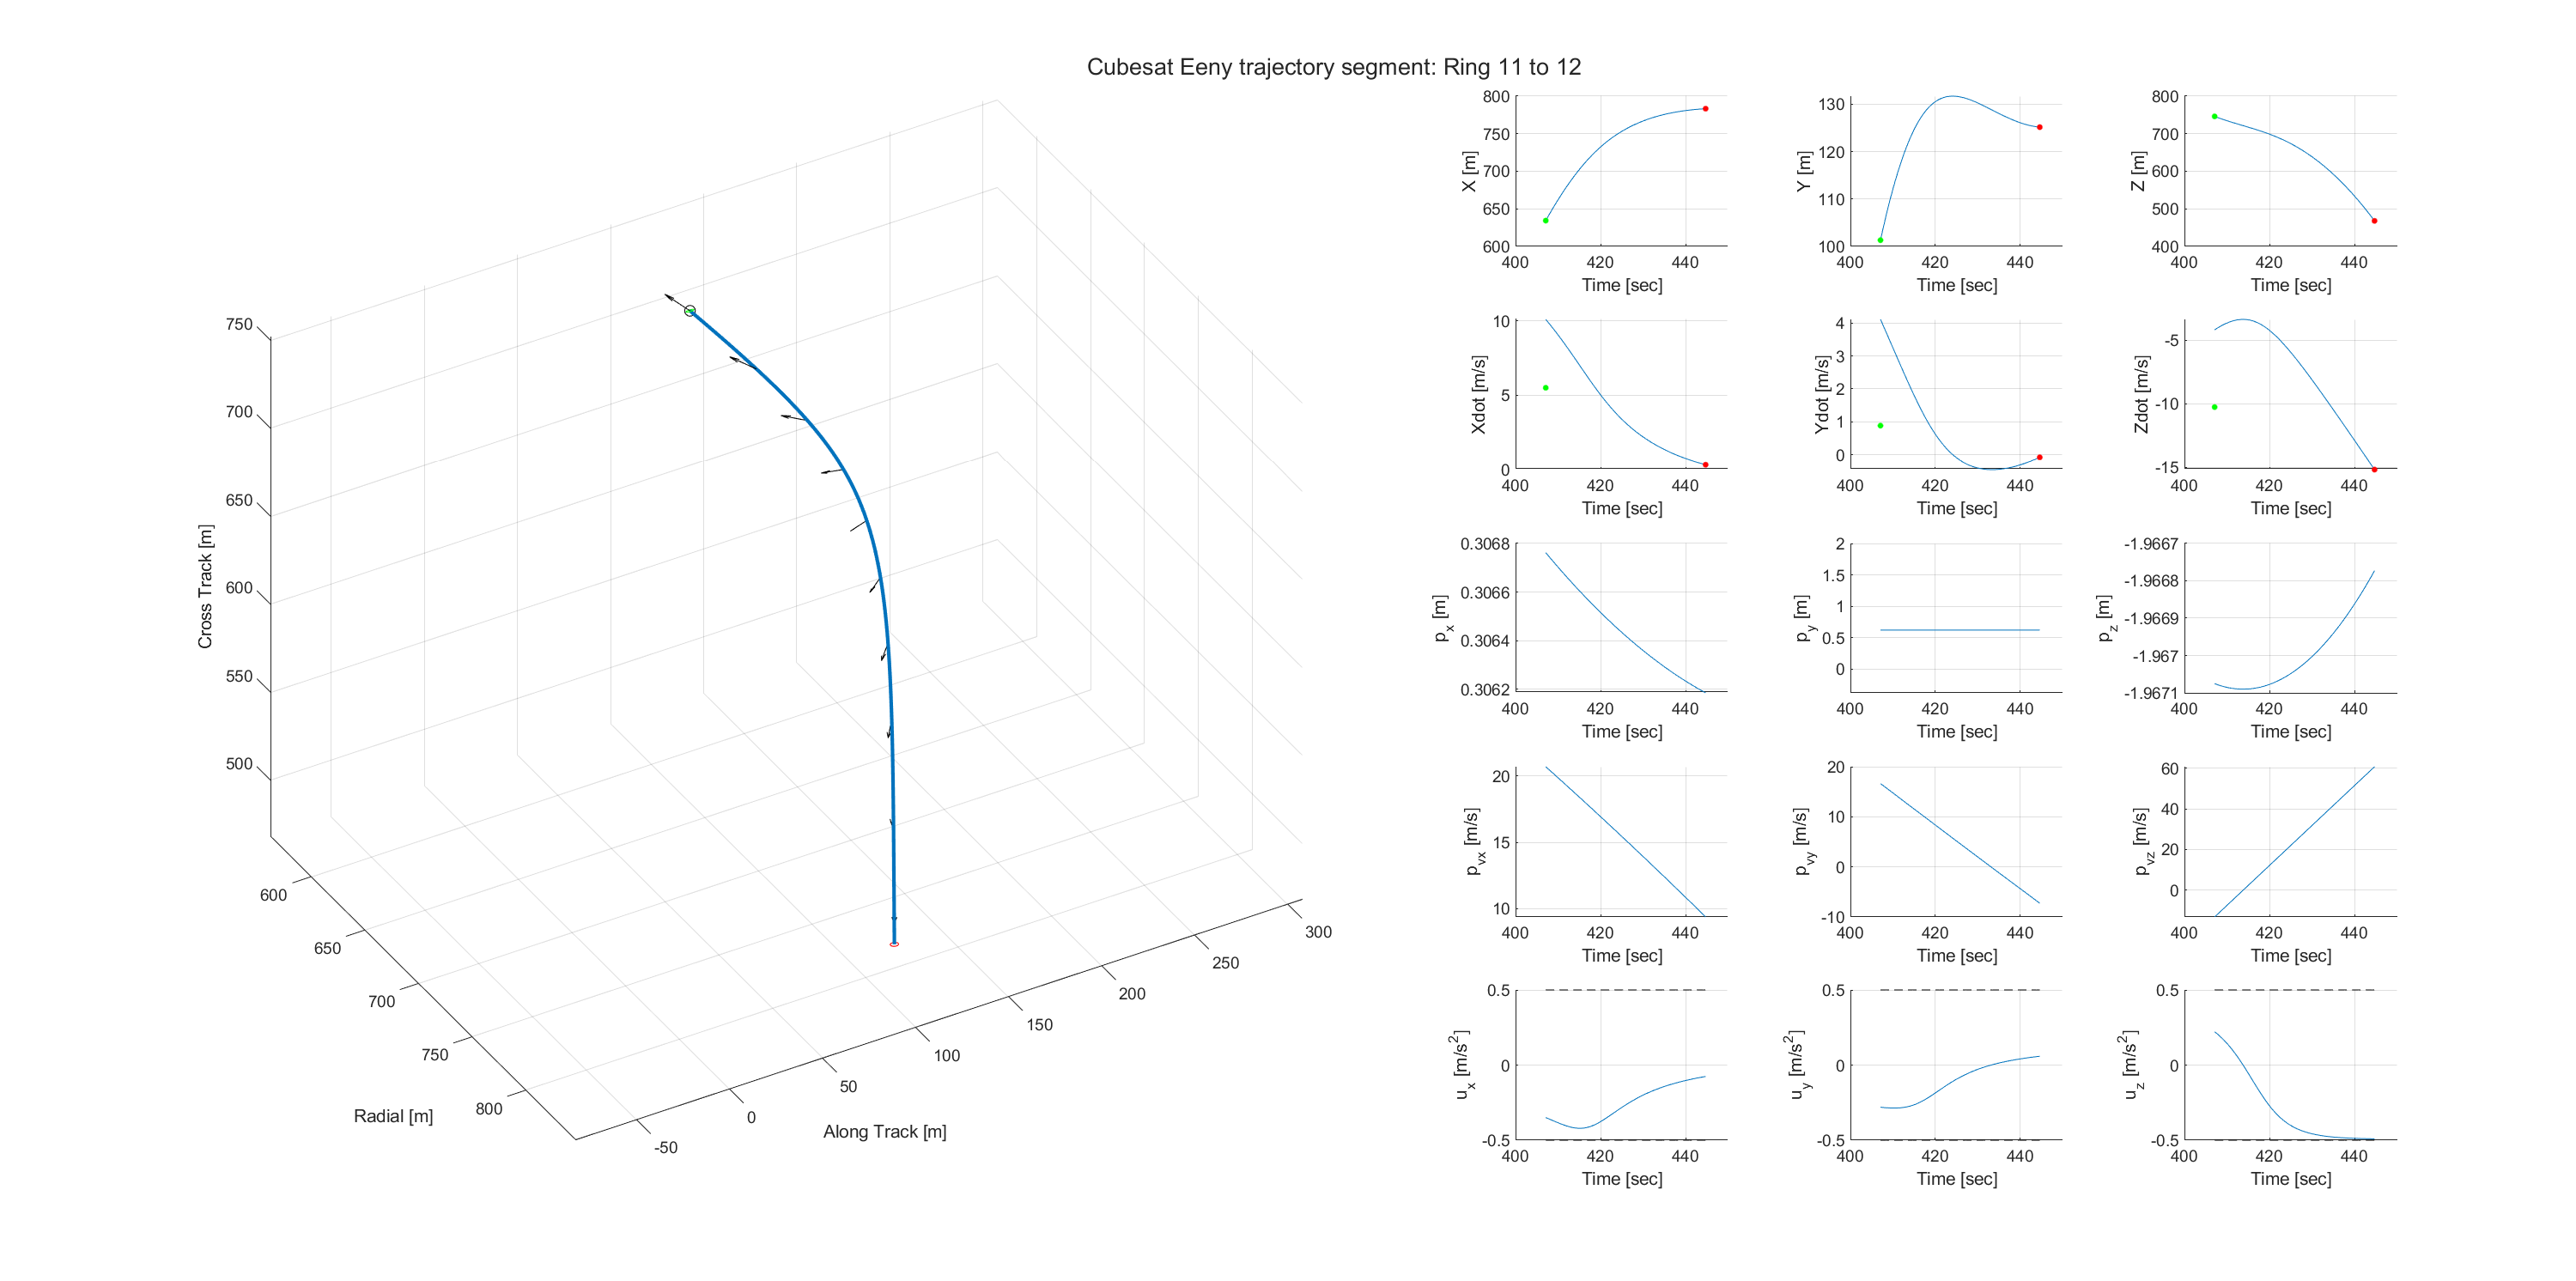 Cubesat Eeny trajectory segment: Ring 11 to 12
750
700
650
600
550
500
Cross Track [m]
600
650
700
750
800
Radial [m]
-50
0
50
100
150
200
250
300
Along Track [m]
800
750
700
650
600
X [m]
400 420 440
Time [sec]
130
120
110
100
Y [m]
400 420 440
Time [sec]
800
700
600
500
400
Z [m]
400 420 440
Time [sec]
10
5
0
Xdot [m/s]
400 420 440
Time [sec]
4
3
2
1
0
Ydot [m/s]
400 420 440
Time [sec]
-5
-10
-15
Zdot [m/s]
400 420 440
Time [sec]
0.3068
0.3066
0.3064
0.3062
p_x [m]
400 420 440
Time [sec]
2
1.5
1
0.5
0
p_y [m]
400 420 440
Time [sec]
-1.9667
-1.9668
-1.9669
-1.967
-1.9671
p_z [m]
400 420 440
Time [sec]
20
15
10
p_vx [m/s]
400 420 440
Time [sec]
20
10
0
-10
p_vy [m/s]
400 420 440
Time [sec]
60
40
20
0
p_vz [m/s]
400 420 440
Time [sec]
0.5
0
-0.5
u_x [m/s²]
400 420 440
Time [sec]
0.5
0
-0.5
u_y [m/s²]
400 420 440
Time [sec]
0.5
0
-0.5
u_z [m/s²]
400 420 440
Time [sec]